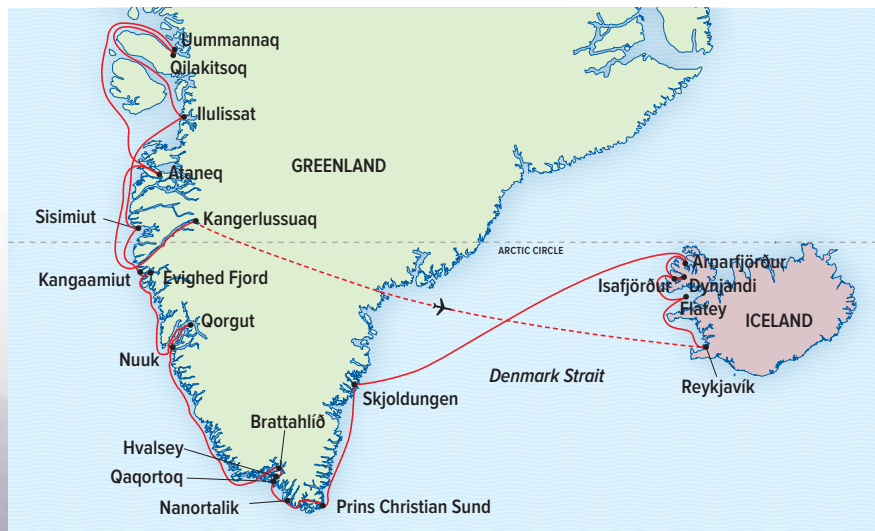 Uummannaq
Qilakitsoq
Ilulissat
GREENLAND
Ataneq
Sisimiut
Kangerlussuaq
ARCTIC CIRCLE
Kangaamiut
Evighed Fjord
Arnarfjörður
Isafjörður
Dynjandi
Flatey
Qorgut
ICELAND
Nuuk
Denmark Strait
Reykjavík
Skjoldungen
Brattahlíð
Hvalsey
Qaqortoq
Nanortalik
Prins Christian Sund